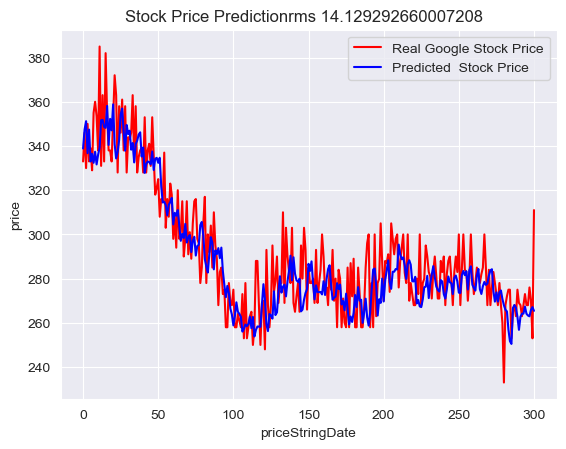 Stock Price Predictionrms 14.129292660007208
Real Google Stock Price
Predicted  Stock Price
380
360
340
320
300
280
260
240
price
0 50 100 150 200 250 300
priceStringDate